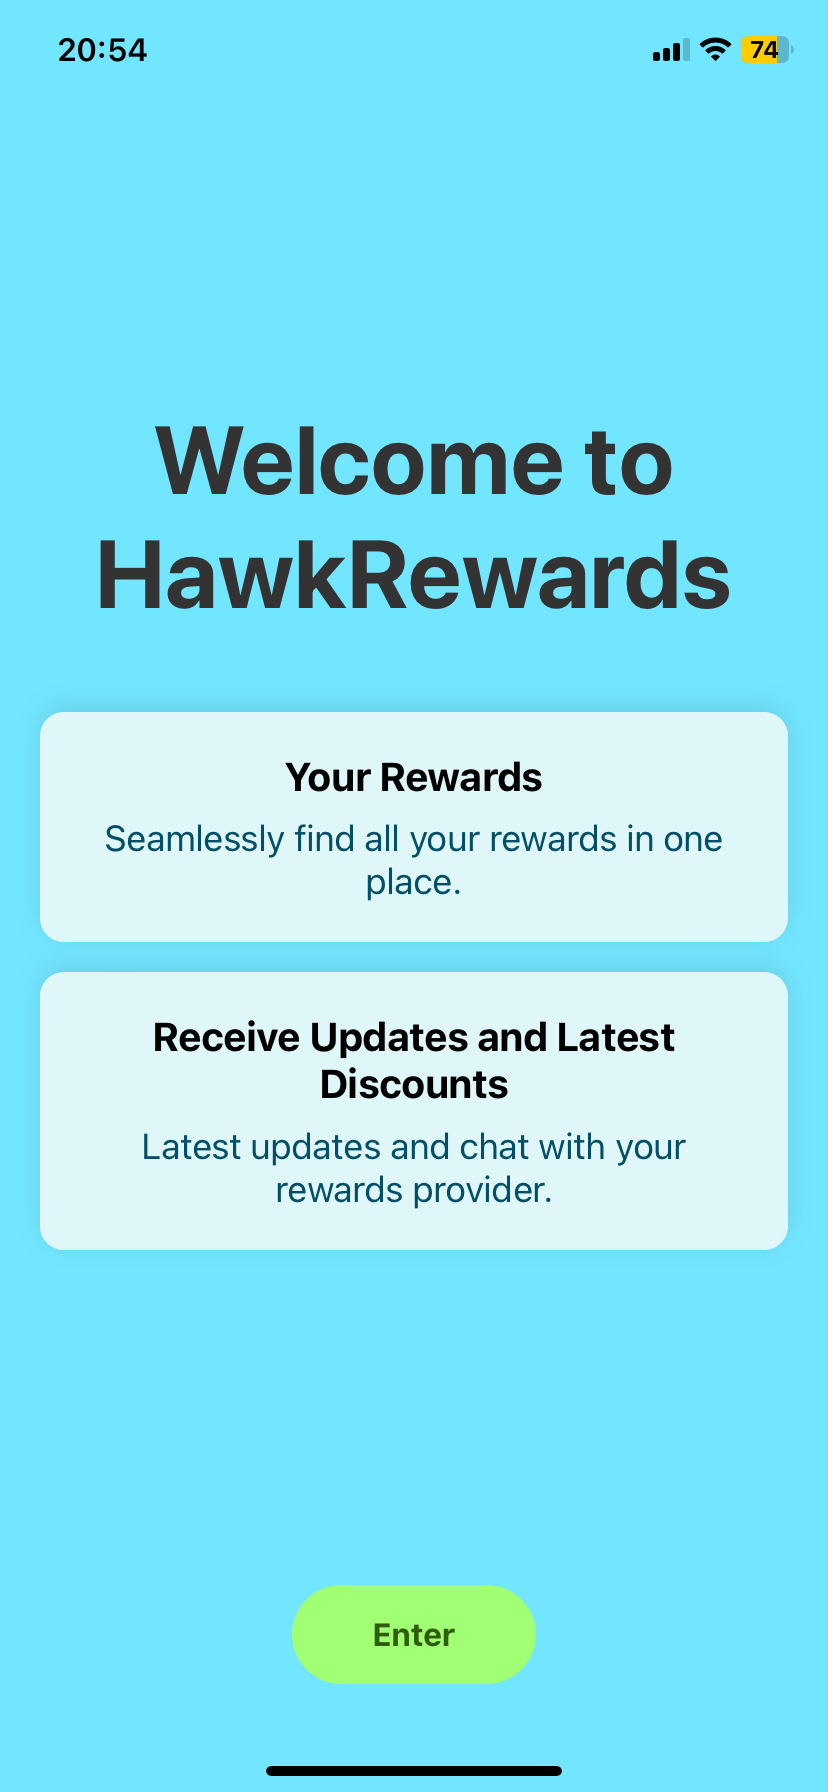 20:54
74
Welcome to
HawkRewards
Your Rewards
Seamlessly find all your rewards in one
place.
Receive Updates and Latest
Discounts
Latest updates and chat with your
rewards provider.
Enter